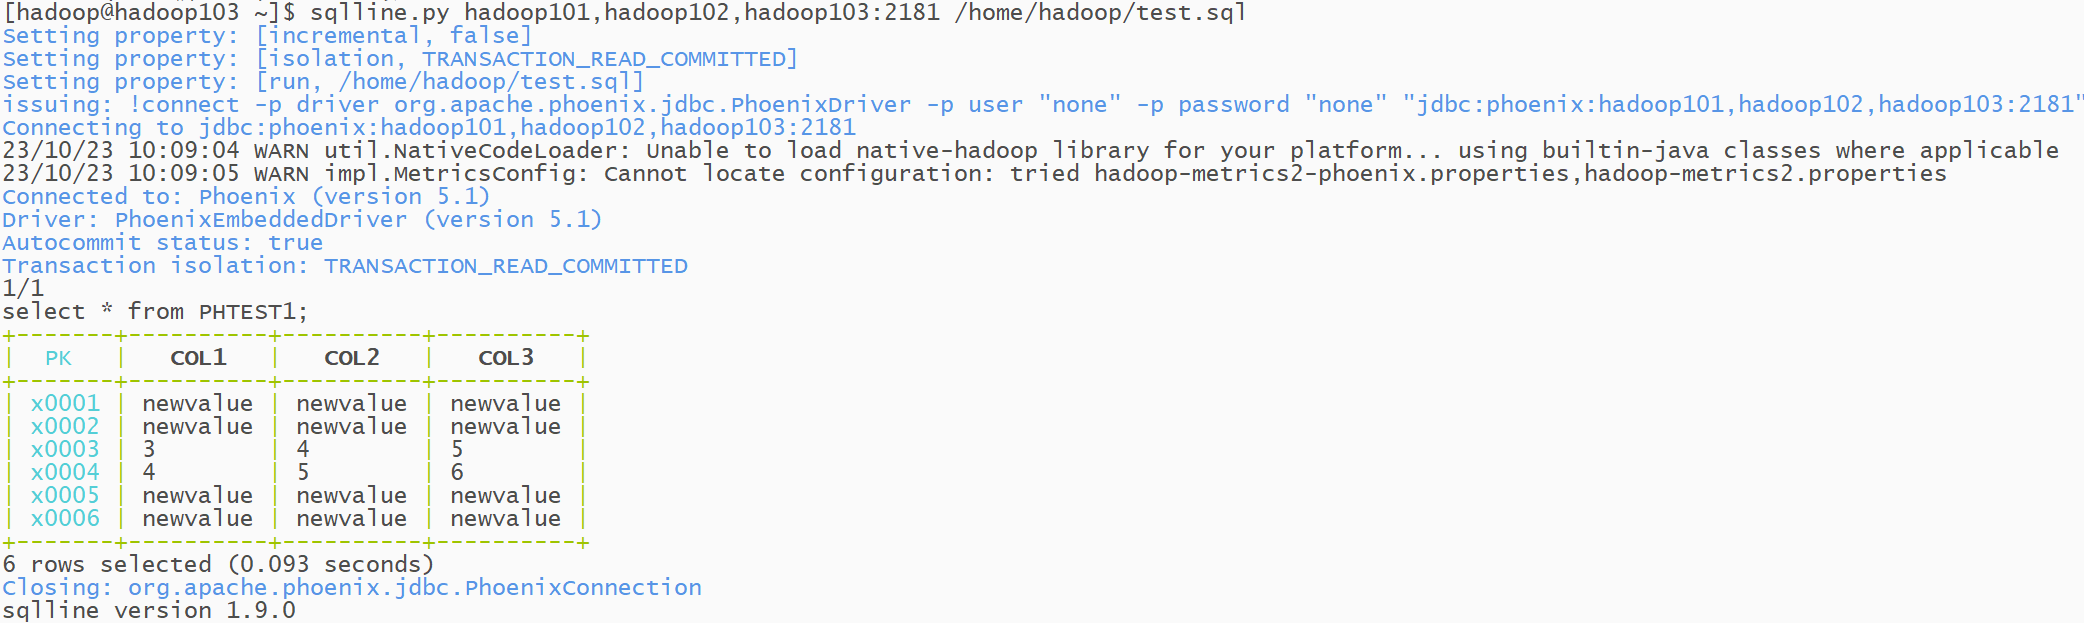 [hadoop@hadoop103 ~]$ sqlline.py hadoop101,hadoop102,hadoop103:2181 /home/hadoop/test.sql
Setting property: [incremental, false]
Setting property: [isolation, TRANSACTION_READ_COMMITTED]
Setting property: [run, /home/hadoop/test.sql]
issuing: !connect -p driver org.apache.phoenix.jdbc.PhoenixDriver -p user "none" -p password "none" "jdbc:phoenix:hadoop101,hadoop102,hadoop103:2181"
Connecting to jdbc:phoenix:hadoop101,hadoop102,hadoop103:2181
23/10/23 10:09:04 WARN util.NativeCodeLoader: Unable to load native-hadoop library for your platform... using builtin-java classes where applicable
23/10/23 10:09:05 WARN impl.MetricsConfig: Cannot locate configuration: tried hadoop-metrics2-phoenix.properties,hadoop-metrics2.properties
Connected to: Phoenix (version 5.1)
Driver: PhoenixEmbeddedDriver (version 5.1)
Autocommit status: true
Transaction isolation: TRANSACTION_READ_COMMITTED
1/1
select * from PHTEST1;
+-------+----------+----------+----------+
|  PK   |   COL1   |   COL2   |   COL3   |
+-------+----------+----------+----------+
| x0001 | newvalue | newvalue | newvalue |
| x0002 | newvalue | newvalue | newvalue |
| x0003 | 3        | 4        | 5        |
| x0004 | 4        | 5        | 6        |
| x0005 | newvalue | newvalue | newvalue |
| x0006 | newvalue | newvalue | newvalue |
+-------+----------+----------+----------+
6 rows selected (0.093 seconds)
Closing: org.apache.phoenix.jdbc.PhoenixConnection
sqlline version 1.9.0